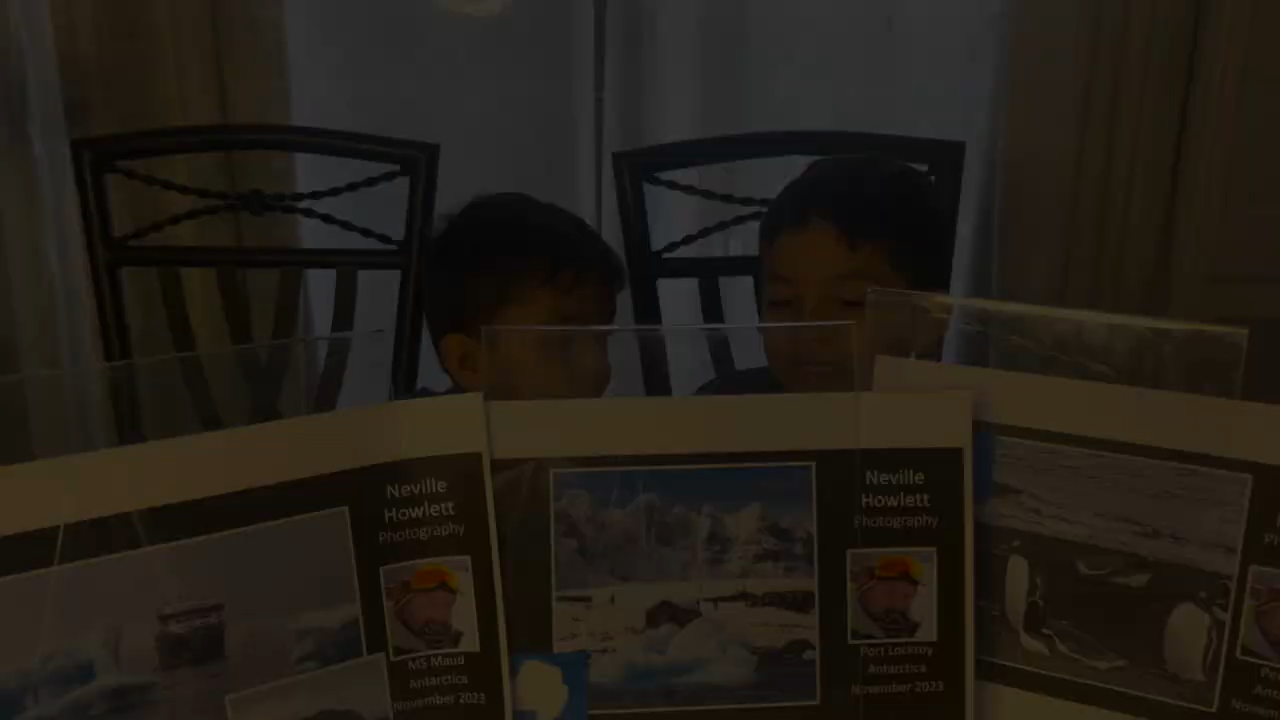 Neville
Howlett
Photography
MS Maud
Antarctica
November 2023
Neville
Howlett
Photography
Port Lockroy
Antarctica
November 2023